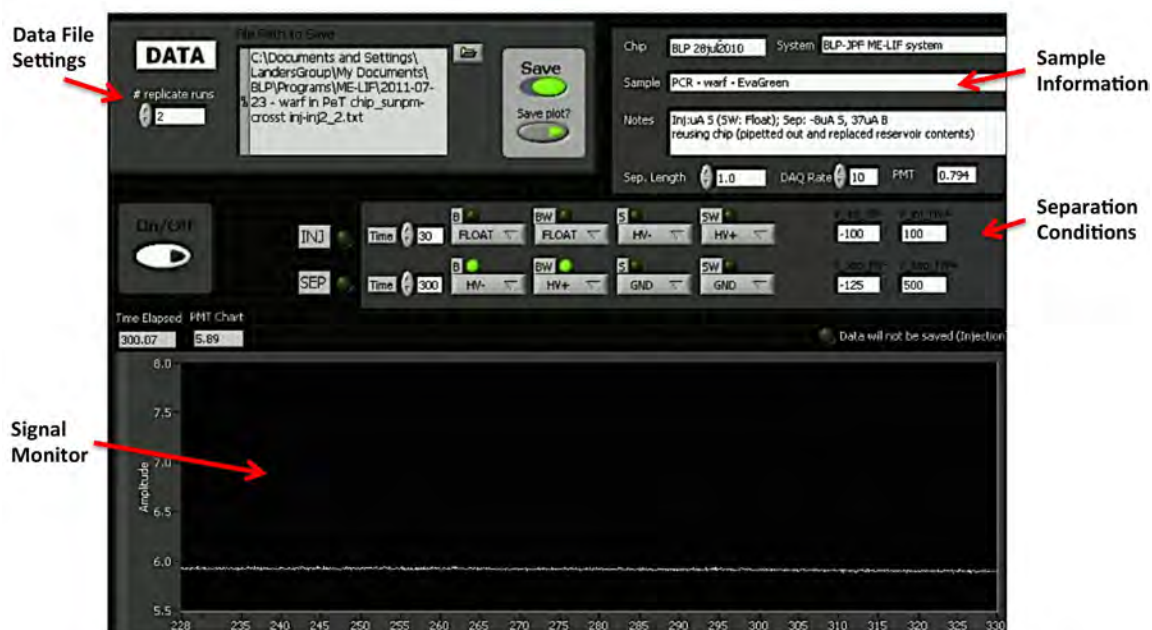 Data File
Settings
DATA
File Path to Save
C:\Documents and Settings\
LandersGroup\My Documents\
BLP\Programs\ME-LIF\2011-07-
23 - warf in PeT chip_sunpm-
crosst inj-inj2_2.txt
# replicate runs
2
Save
Save plot?
Chip
BLP 28jul2010
System
BLP-JPF ME-LIF system
Sample
PCR - warf - EvaGreen
Notes
Inj:uA S (SW: Float); Sep: -8uA S, 37uA B
reusing chip (pipetted out and replaced reservoir contents)
Sep. Length
1.0
DAQ Rate
10
PMT
0.794
Sample
Information
On/Off
INJ
Time
30
B
FLOAT
BW
FLOAT
S
HV-
SW
HV+
-100
100
SEP
Time
300
B
HV-
BW
HV+
S
GND
SW
GND
-125
500
Separation
Conditions
Time Elapsed
PMT Chart
300.07
5.89
Data will not be saved (Injection
Signal
Monitor
Amplitude
8.0
7.5
7.0
6.5
6.0
5.5
228 235 240 245 250 255 260 265 270 275 280 285 290 295 300 305 310 315 320 325 330